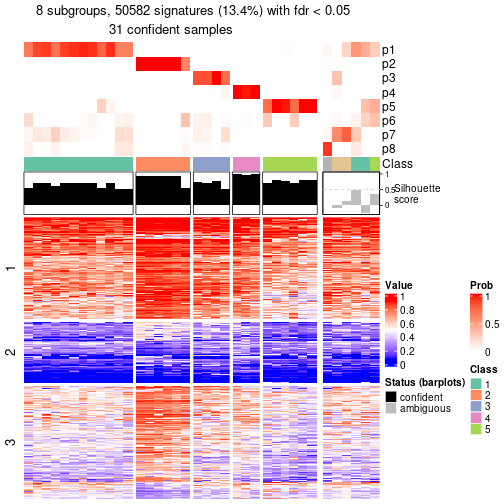 8 subgroups, 50582 signatures (13.4%) with fdr < 0.05
31 confident samples
p1
p2
p3
p4
p5
p6
p7
p8
Class
1
0.5
0
Silhouette
score
1
2
3
Value
1
0.8
0.6
0.4
0.2
0
Status (barplots)
confident
ambiguous
Prob
1
0.5
0
Class
1
2
3
4
5